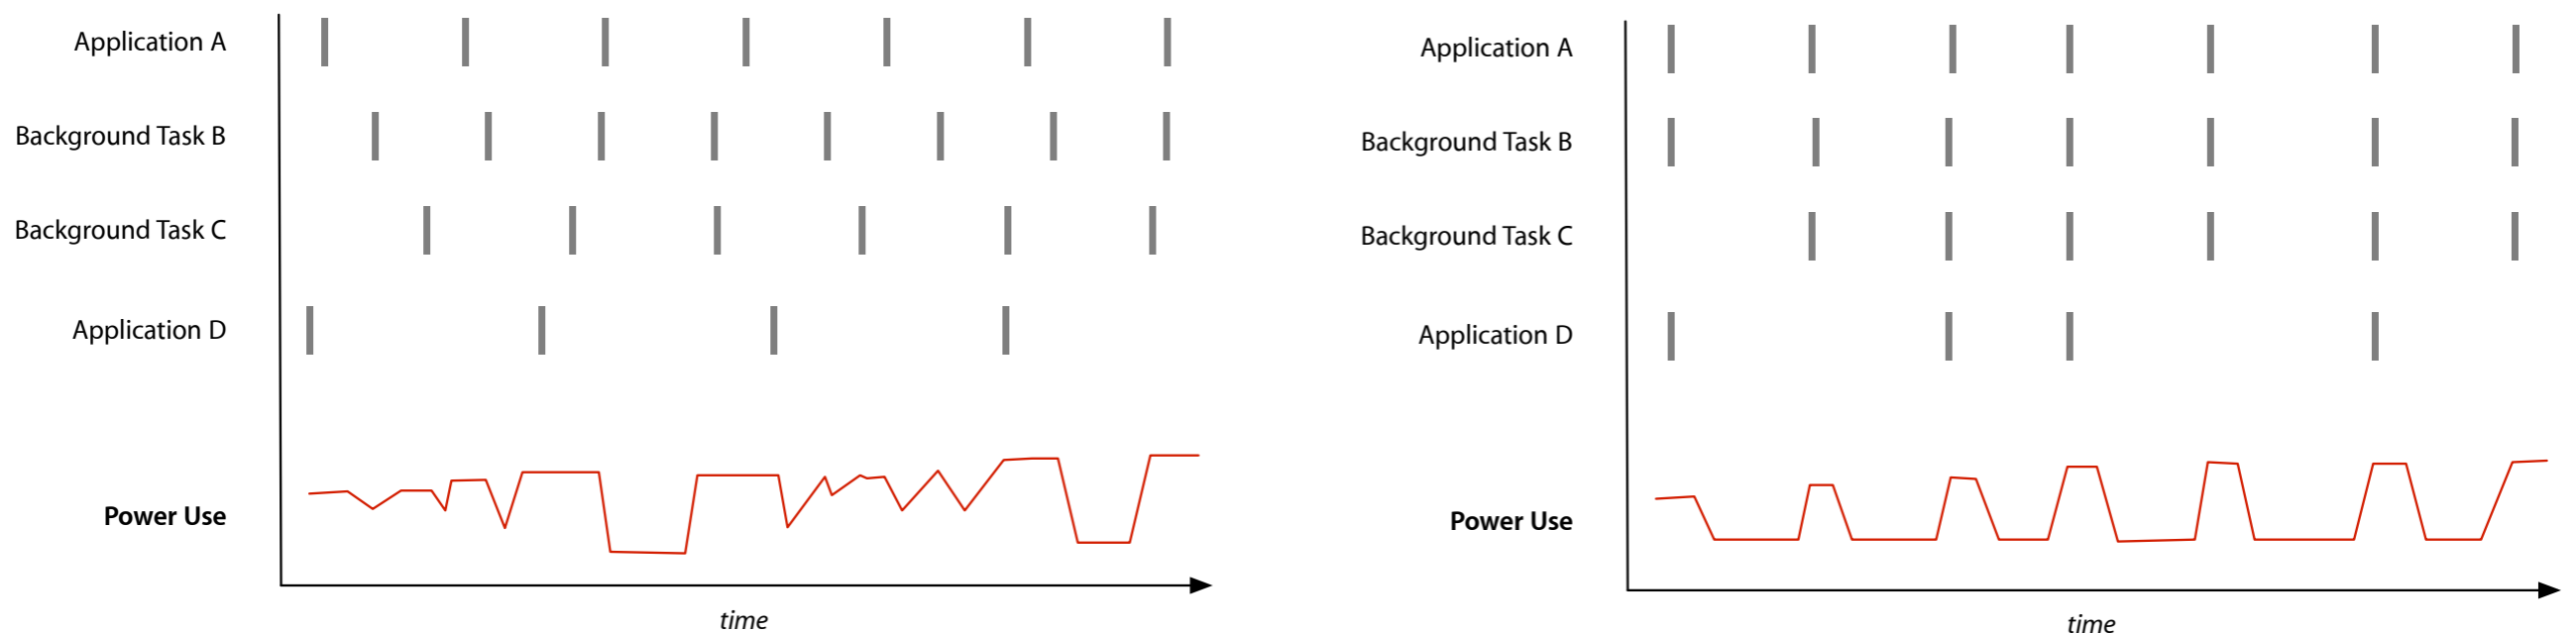 Application A
Background Task B
Background Task C
Application D
Power Use
time
Application A
Background Task B
Background Task C
Application D
Power Use
time